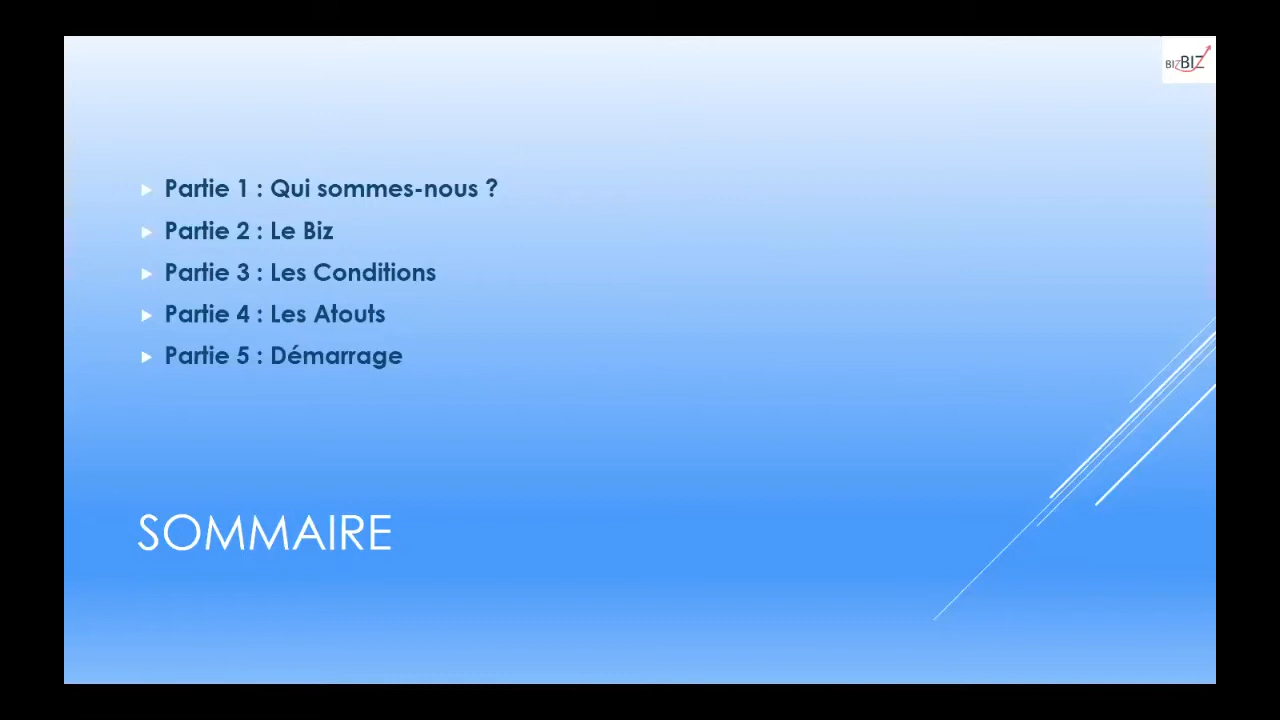 BIZBIZ
Partie 1 : Qui sommes-nous ?
Partie 2 : Le Biz
Partie 3 : Les Conditions
Partie 4 : Les Atouts
Partie 5 : Démarrage
SOMMAIRE